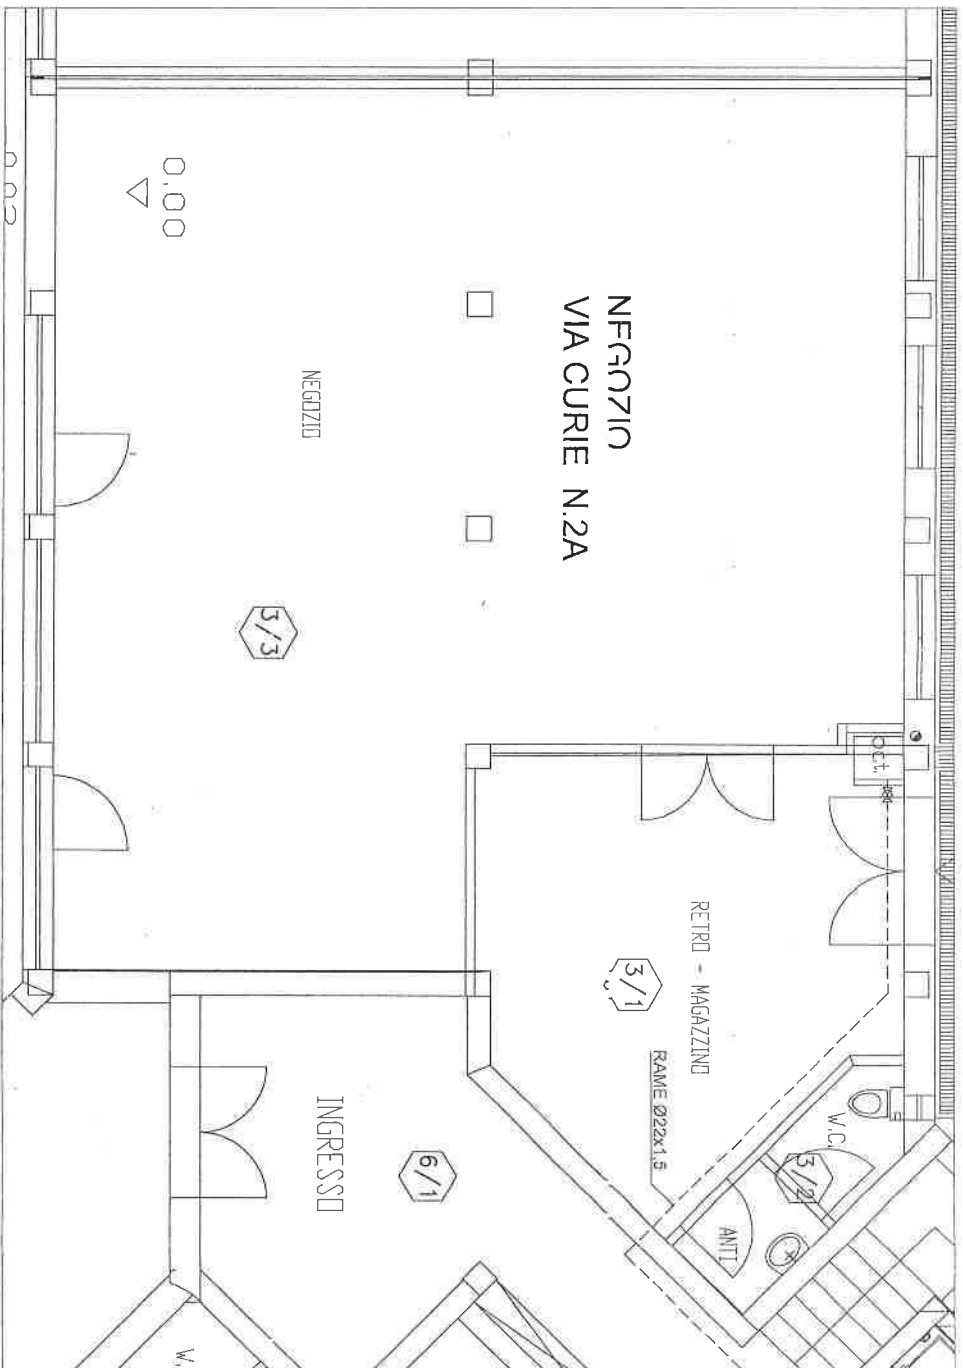 NEGOZIO
VIA CURIE N.2A
0,00
NEGOZIO
3/3
oct.
RETRO - MAGAZZINO
3/1
RAME Ø22x1,5
W.C.
3/2
ANTI
INGRESSO
6/1
W.